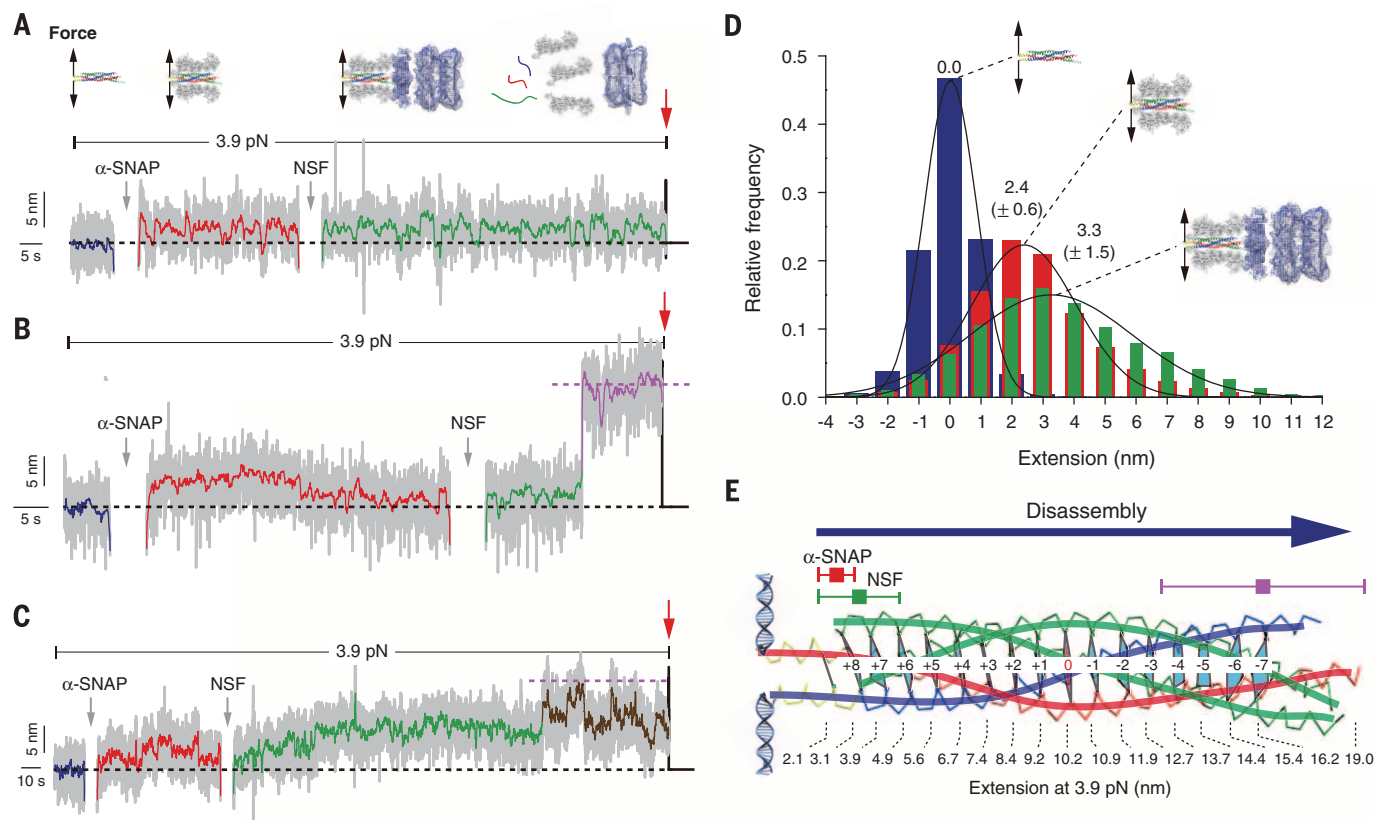 A
Force
3.9 pN
α-SNAP
NSF
5 nm
5 s
B
3.9 pN
α-SNAP
NSF
5 nm
5 s
C
3.9 pN
α-SNAP
NSF
5 nm
10 s
D
Relative frequency
0.5
0.4
0.3
0.2
0.1
0.0
0.0
2.4
(± 0.6)
3.3
(± 1.5)
-4 -3 -2 -1 0 1 2 3 4 5 6 7 8 9 10 11 12
Extension (nm)
E
Disassembly
α-SNAP
NSF
+8 +7 +6 +5 +4 +3 +2 +1 0 -1 -2 -3 -4 -5 -6 -7
2.1 3.1 3.9 4.9 5.6 6.7 7.4 8.4 9.2 10.2 10.9 11.9 12.7 13.7 14.4 15.4 16.2 19.0
Extension at 3.9 pN (nm)